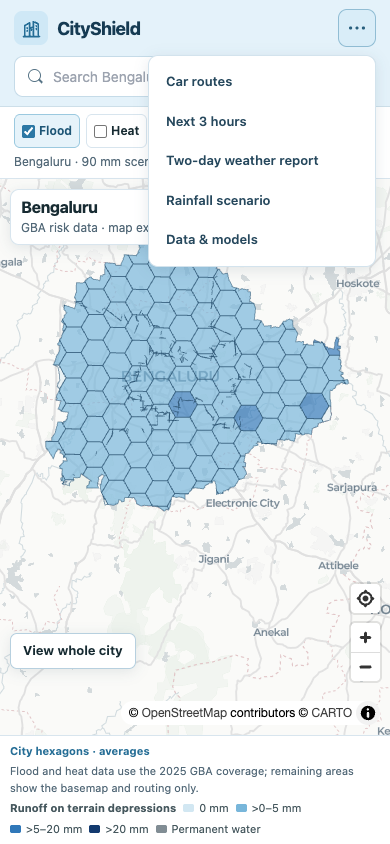 CityShield
Search Bengalu
Car routes
Next 3 hours
Two-day weather report
Rainfall scenario
Data & models
Flood
Heat
Bengaluru · 90 mm scen
Bengaluru
GBA risk data · map ex
gala
Hoskote
BENGALURU
Sarjapura
Electronic City
Jigani
Attibele
Anekal
View whole city
© OpenStreetMap contributors © CARTO
Ke
City hexagons · averages
Flood and heat data use the 2025 GBA coverage; remaining areas
show the basemap and routing only.
Runoff on terrain depressions 0 mm >0–5 mm
>5–20 mm >20 mm Permanent water